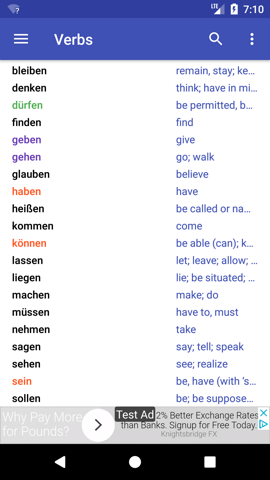 LTE 7:10
Verbs
bleiben remain, stay; ke...
denken think; have in mi...
dürfen be permitted, b...
finden find
geben give
gehen go; walk
glauben believe
haben have
heißen be called or na...
kommen come
können be able (can); k...
lassen let; leave; allow; ...
liegen lie; be situated; ...
machen make; do
müssen have to, must
nehmen take
sagen say; tell; speak
sehen see; realize
sein be, have (with 's...
sollen be; be suppose...
Why Pay More
for Pounds?
Test Ad 2% Better Exchange Rates
than Banks. Signup for Free Today.
Knightsbridge FX